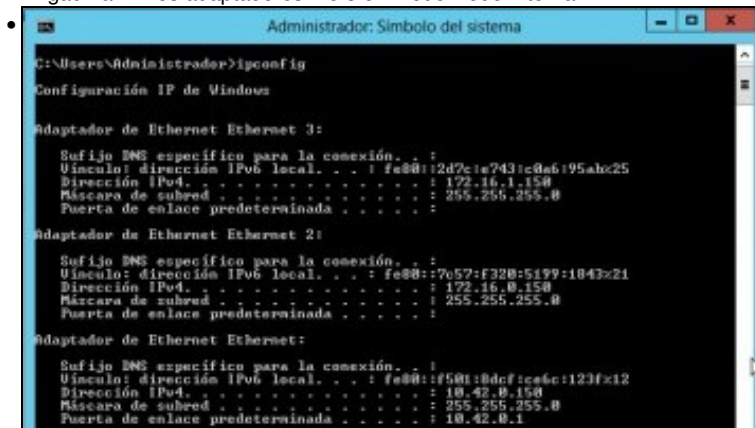 Administrador: Símbolo del sistema
C:\Users\Administrador>ipconfig
Configuración IP de Windows
Adaptador de Ethernet Ethernet 3:
Sufijo DNS específico para la conexión. . :
Vínculo: dirección IPv6 local. . . : fe80::2d7c:e743:c0a6:95ab%25
Dirección IPv4. . . . . . . . . . . . . . : 172.16.1.150
Máscara de subred . . . . . . . . . . . . : 255.255.255.0
Puerta de enlace predeterminada . . . . . :
Adaptador de Ethernet Ethernet 2:
Sufijo DNS específico para la conexión. . :
Vínculo: dirección IPv6 local. . . : fe80::7c57:f320:5199:1843%21
Dirección IPv4. . . . . . . . . . . . . . : 172.16.0.150
Máscara de subred . . . . . . . . . . . . : 255.255.255.0
Puerta de enlace predeterminada . . . . . :
Adaptador de Ethernet Ethernet:
Sufijo DNS específico para la conexión. . :
Vínculo: dirección IPv6 local. . . : fe80::f501:8dcf:ce6c:123f%12
Dirección IPv4. . . . . . . . . . . . . . : 10.42.0.150
Máscara de subred . . . . . . . . . . . . : 255.255.255.0
Puerta de enlace predeterminada . . . . . : 10.42.0.1